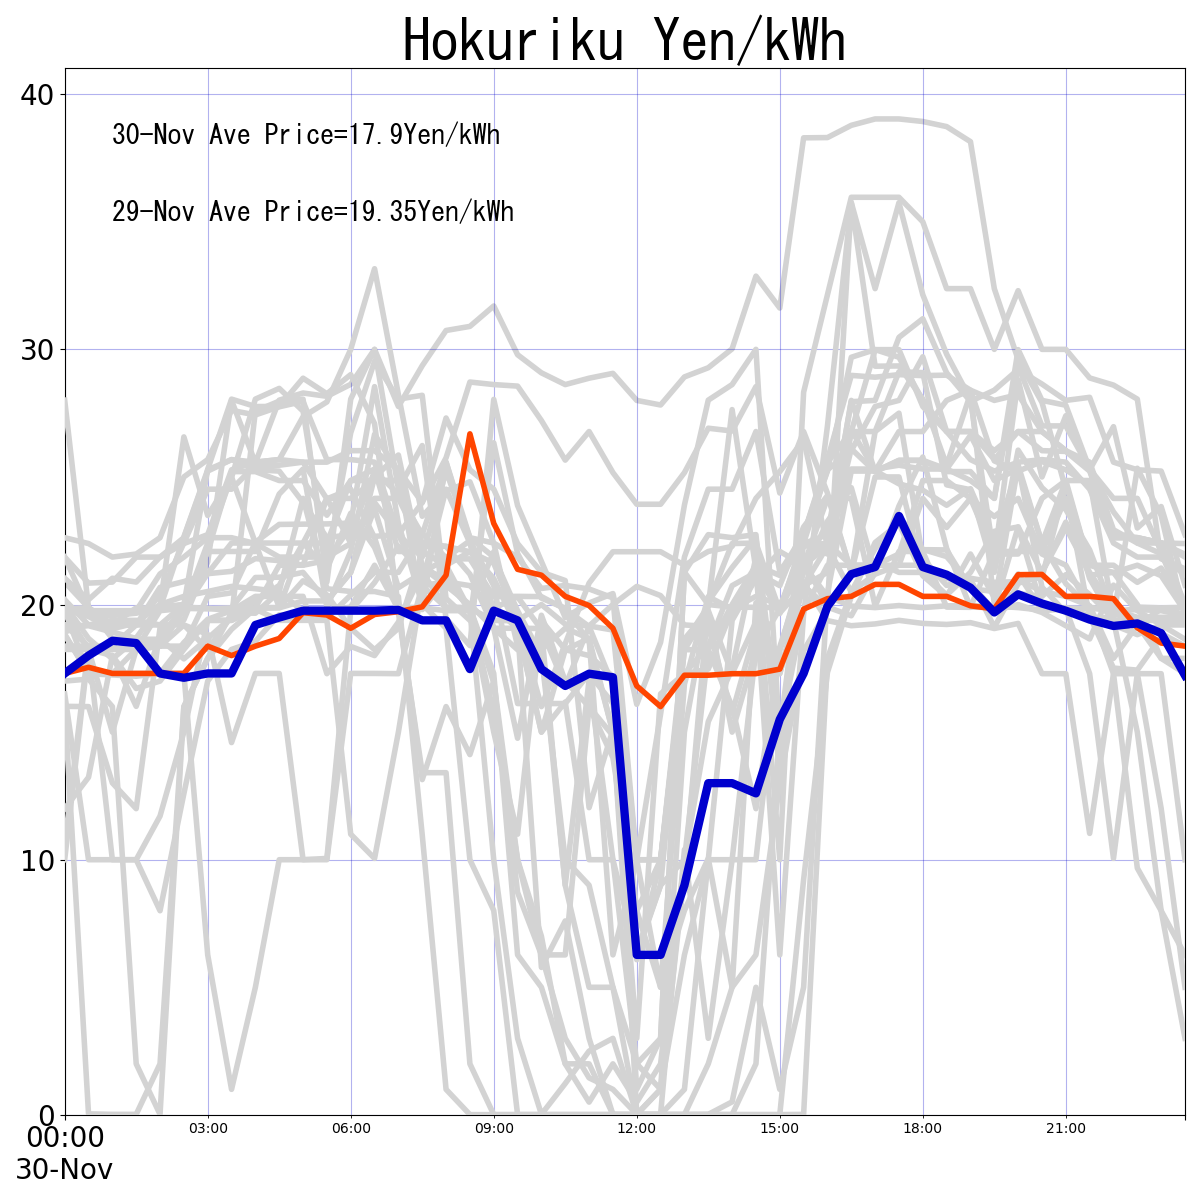 Hokuriku Yen/kWh
40
30-Nov Ave Price=17.9Yen/kWh
29-Nov Ave Price=19.35Yen/kWh
30
20
10
0
00:00 03:00 06:00 09:00 12:00 15:00 18:00 21:00
30-Nov